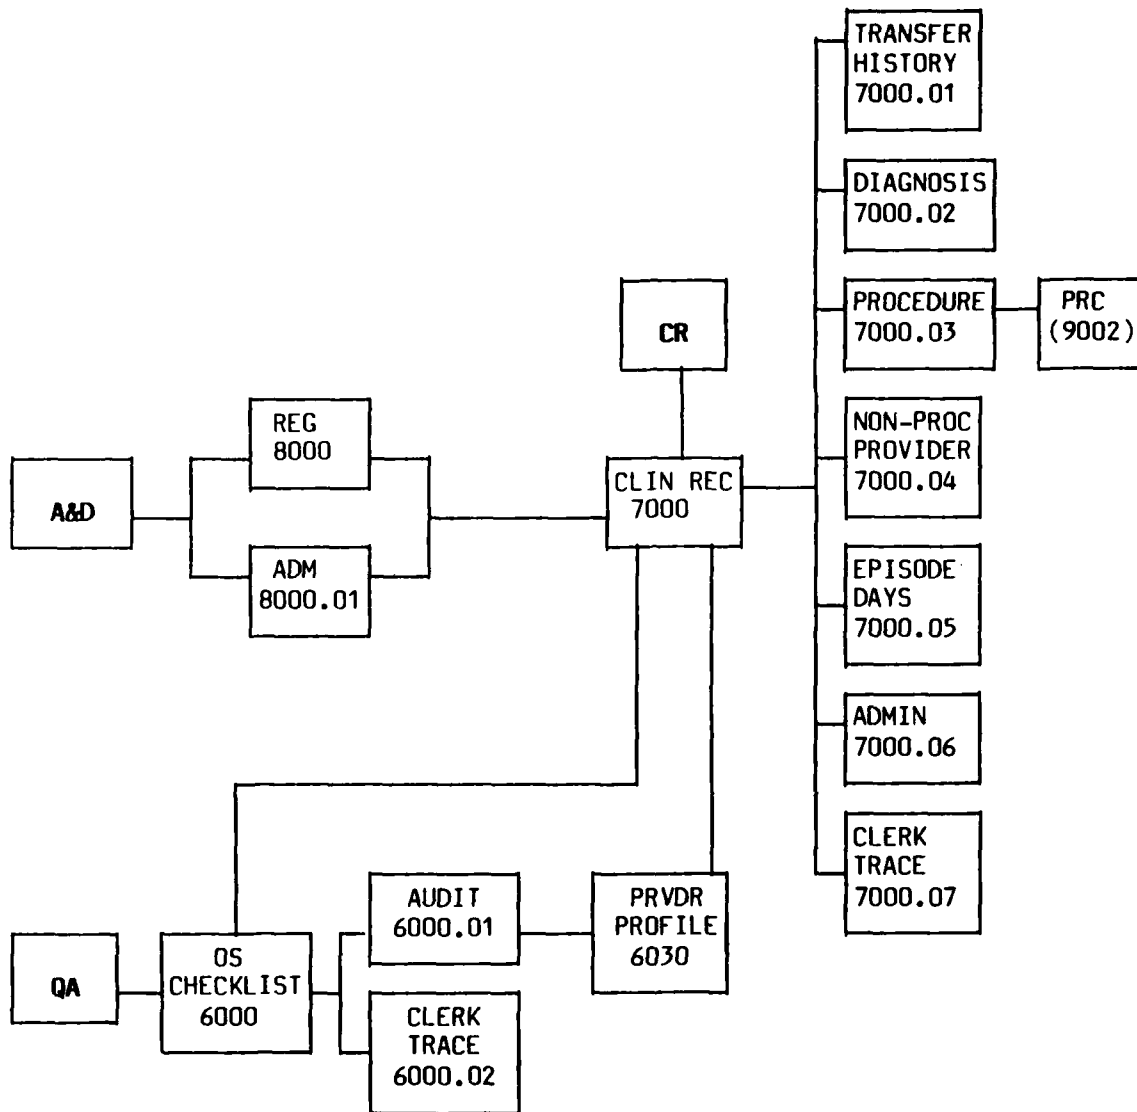 TRANSFER
HISTORY
7000.01
DIAGNOSIS
7000.02
PROCEDURE
7000.03
PRC
(9002)
NON-PROC
PROVIDER
7000.04
EPISODE
DAYS
7000.05
ADMIN
7000.06
CLERK
TRACE
7000.07
CR
CLIN REC
7000
REG
8000
A&D
ADM
8000.01
QA
OS
CHECKLIST
6000
AUDIT
6000.01
CLERK
TRACE
6000.02
PRVDR
PROFILE
6030